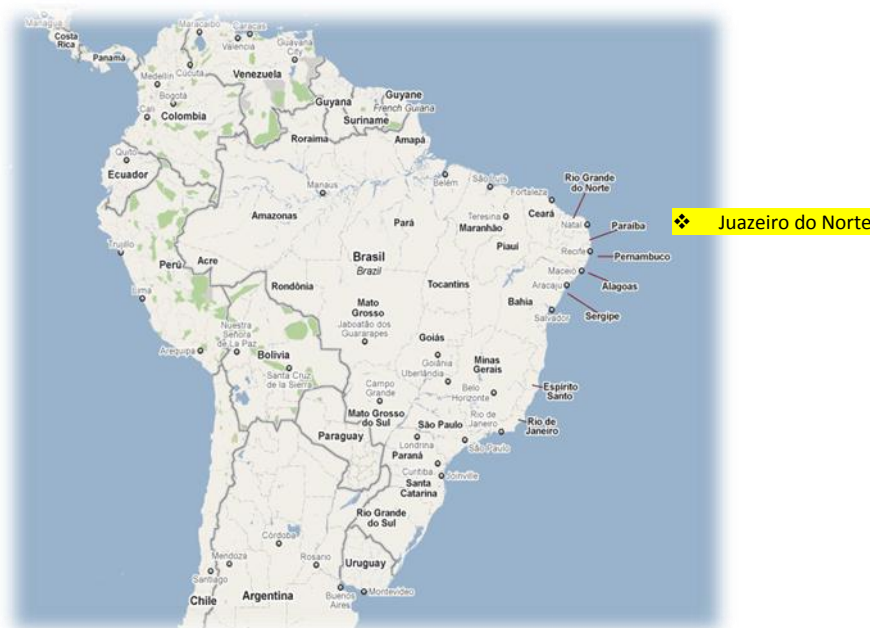 Managua
Costa
Rica
Panamá
Maracaibo
Caracas
Valencia
Guayana
City
Cúcuta
Medellín
Venezuela
Bogotá
Cali
Colombia
Guyana
Guyane
French Guiana
Suriname
Roraima
Amapá
Quito
Ecuador
Manaus
Belém
São Luís
Fortaleza
Rio Grande
do Norte
Amazonas
Pará
Teresina
Maranhão
Ceará
Natal
Paraíba
❖ Juazeiro do Norte
Piauí
Recife
Pernambuco
Trujillo
Perú
Acre
Brasil
Brazil
Rondônia
Tocantins
Maceió
Alagoas
Aracaju
Sergipe
Bahia
Salvador
Lima
Mato
Grosso
Jaboatão dos
Guararapes
Nuestra
Señora
de La Paz
Arequipa
Bolivia
Santa Cruz
de la Sierra
Goiás
Goiânia
Uberlândia
Minas
Gerais
Belo
Horizonte
Espírito
Santo
Campo
Grande
Mato Grosso
do Sul
São Paulo
Rio de
Janeiro
Rio de
Janeiro
Paraguay
Londrina
Paraná
São Paulo
Curitiba
Joinville
Santa
Catarina
Rio Grande
do Sul
Córdoba
Mendoza
Rosario
Uruguay
Santiago
Chile
Argentina
Buenos
Aires
Montevideo